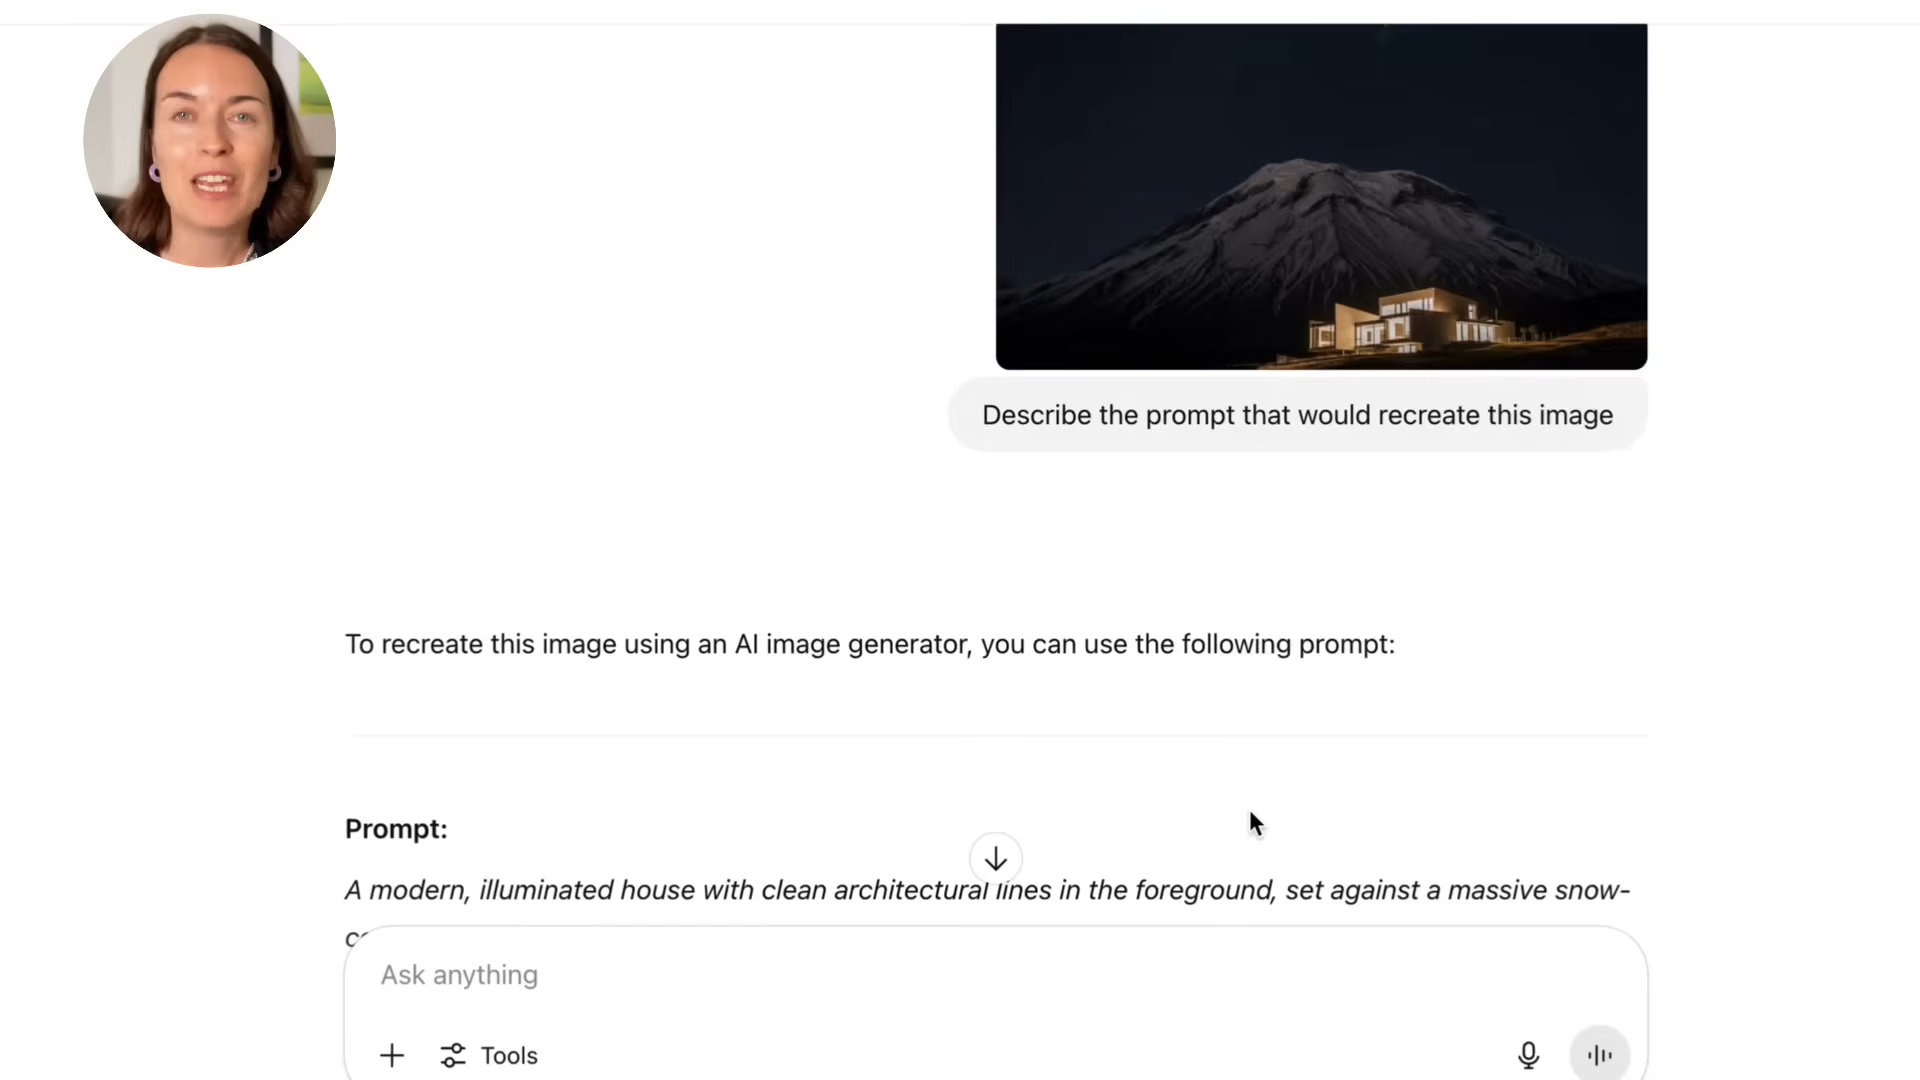 Describe the prompt that would recreate this image
To recreate this image using an AI image generator, you can use the following prompt:
Prompt:
A modern, illuminated house with clean architectural lines in the foreground, set against a massive snow-
Ask anything
Tools